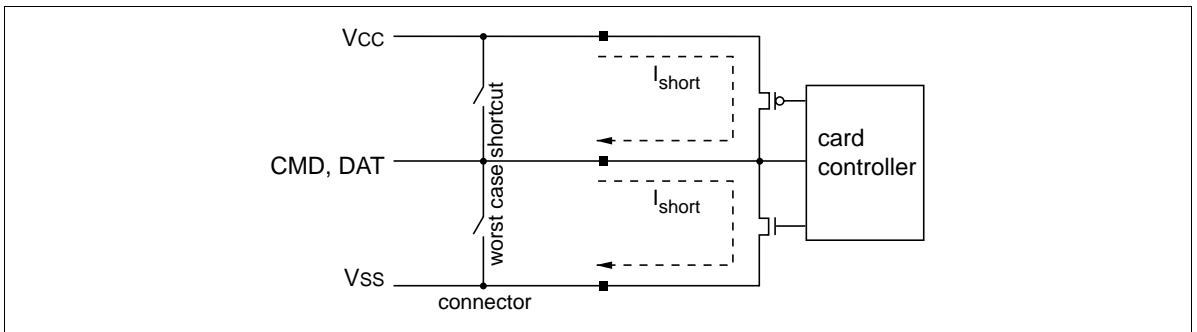 VCC
Ishort
worst case shortcut
card
controller
CMD, DAT
Ishort
VSS
connector